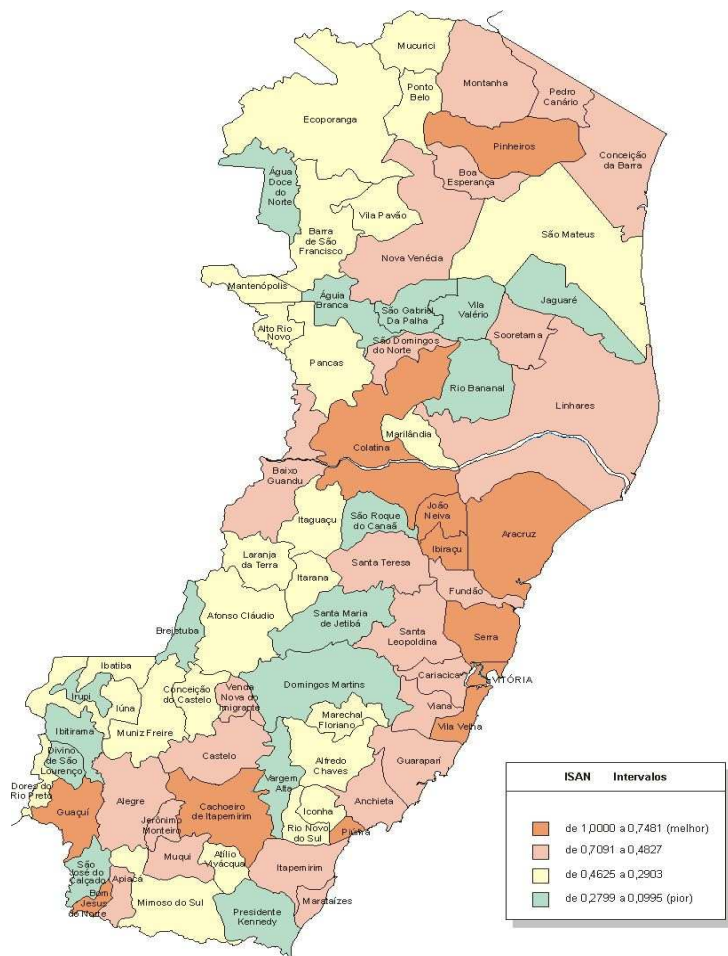 Mucurici
Montanha
Ponto
Belo
Pedro
Canário
Ecoporanga
Pinheiros
Conceição
da Barra
Boa
Esperança
Água
Doce
do
Norte
Vila Pavão
Barra
de São
Francisco
São Mateus
Nova Venécia
Mantenópolis
Águia
Branca
São Gabriel
Da Palha
Vila
Valério
Jaguaré
Alto Rio
Novo
São Domingos
do Norte
Sooretama
Pancas
Rio Bananal
Linhares
Marilândia
Colatina
Baixo
Guandu
Itaguaçu
São Roque
do Canaã
João
Neiva
Aracruz
Ibiraçu
Laranja
da Terra
Itarana
Santa Teresa
Fundão
Afonso Cláudio
Santa Maria
de Jetibá
Brejetuba
Santa
Leopoldina
Serra
Ibatiba
Irupi
Iúna
Conceição
do Castelo
Venda
Nova do
Imigrante
Domingos Martins
Cariacica
VITÓRIA
Viana
Vila Velha
Ibitirama
Muniz Freire
Marechal
Floriano
Divino
de São
Lourenço
Castelo
Alfredo
Chaves
Guarapari
Dores do
Rio Preto
Guaçuí
Alegre
Vargem
Alta
Anchieta
Cachoeiro
de Itapemirim
Iconha
Jerônimo
Monteiro
Rio Novo
do Sul
Piúma
São
José do
Calçado
Muqui
Atílio
Vivácqua
Itapemirim
Apiacá
Bom
Jesus
do Norte
Mimoso do Sul
Presidente
Kennedy
Marataízes
ISAN Intervalos
de 1,0000 a 0,7481 (melhor)
de 0,7091 a 0,4827
de 0,4625 a 0,2903
de 0,2799 a 0,0995 (pior)